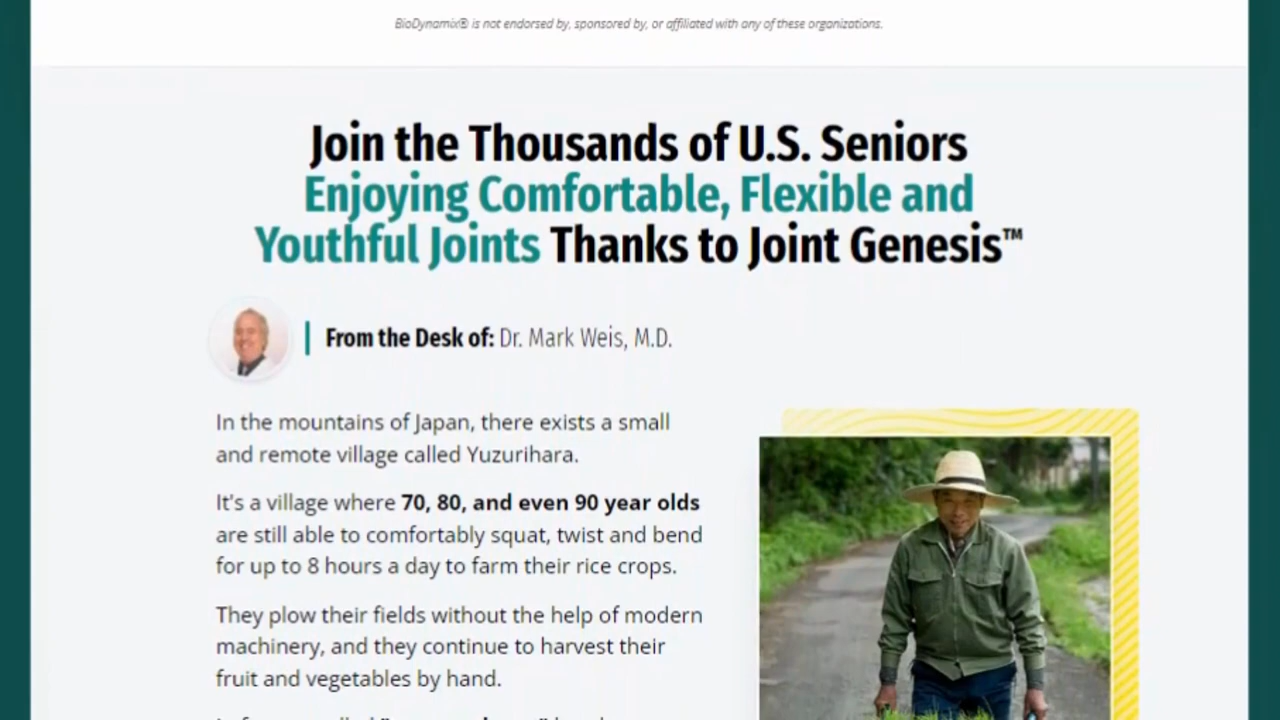 BioDynamix® is not endorsed by, sponsored by, or affiliated with any of these organizations.
Join the Thousands of U.S. Seniors
Enjoying Comfortable, Flexible and
Youthful Joints Thanks to Joint Genesis™
From the Desk of: Dr. Mark Weis, M.D.
In the mountains of Japan, there exists a small
and remote village called Yuzurihara.
It's a village where 70, 80, and even 90 year olds
are still able to comfortably squat, twist and bend
for up to 8 hours a day to farm their rice crops.
They plow their fields without the help of modern
machinery, and they continue to harvest their
fruit and vegetables by hand.